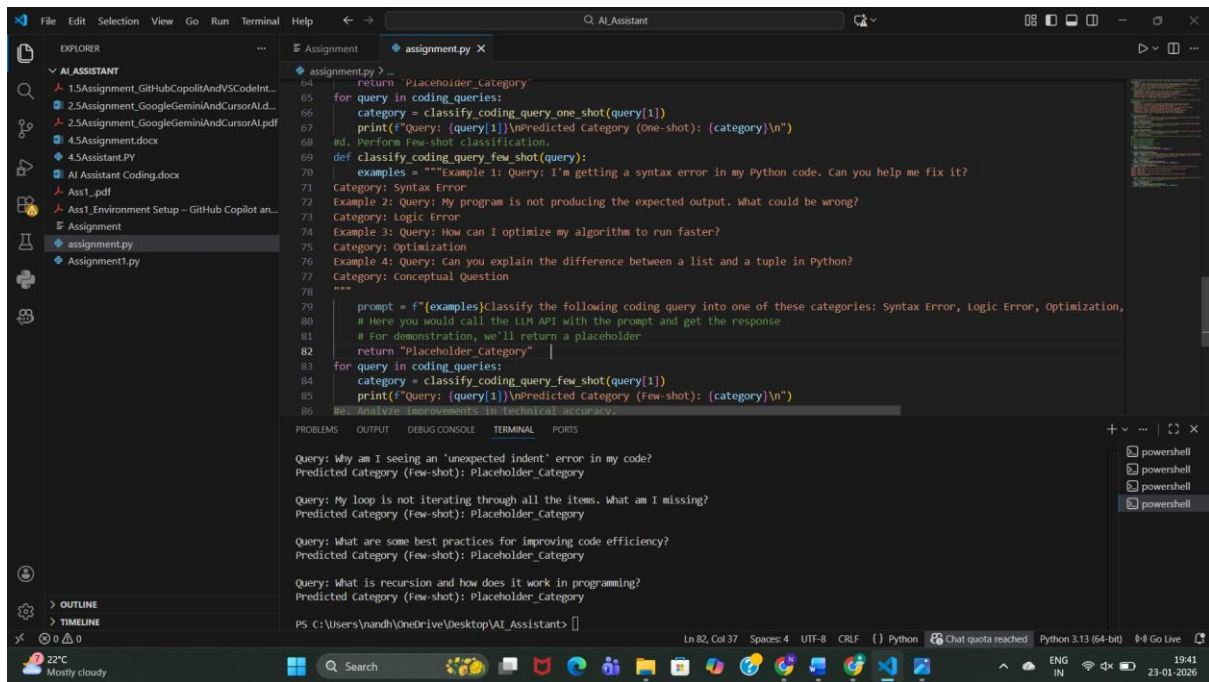 File Edit Selection View Go Run Terminal Help
AI_Assistant
EXPLORER
AI_ASSISTANT
1.5Assignment_GitHubCopolitAndVSCodeInt...
2.5Assignment_GoogleGeminiAndCursorAI.d...
2.5Assignment_GoogleGeminiAndCursorAI.pdf
4.5Assignment.docx
4.5Assistant.PY
AI Assistant Coding.docx
Ass1_.pdf
Ass1_Environment Setup – GitHub Copilot an...
Assignment
assignment.py
Assignment1.py
OUTLINE
TIMELINE
Assignment
assignment.py
assignment.py > ...
64 return "Placeholder_Category"
65 for query in coding_queries:
66 category = classify_coding_query_one_shot(query[1])
67 print(f"Query: {query[1]}\nPredicted Category (One-shot): {category}\n")
68 #d. Perform Few-shot classification.
69 def classify_coding_query_few_shot(query):
70 examples = """Example 1: Query: I'm getting a syntax error in my Python code. Can you help me fix it?
71 Category: Syntax Error
72 Example 2: Query: My program is not producing the expected output. What could be wrong?
73 Category: Logic Error
74 Example 3: Query: How can I optimize my algorithm to run faster?
75 Category: Optimization
76 Example 4: Query: Can you explain the difference between a list and a tuple in Python?
77 Category: Conceptual Question
78 """
79 prompt = f"{examples}Classify the following coding query into one of these categories: Syntax Error, Logic Error, Optimization,
80 # Here you would call the LLM API with the prompt and get the response
81 # For demonstration, we'll return a placeholder
82 return "Placeholder_Category"
83 for query in coding_queries:
84 category = classify_coding_query_few_shot(query[1])
85 print(f"Query: {query[1]}\nPredicted Category (Few-shot): {category}\n")
86 #e. Analyze improvements in technical accuracy.
PROBLEMS OUTPUT DEBUG CONSOLE TERMINAL PORTS
Query: Why am I seeing an 'unexpected indent' error in my code?
Predicted Category (Few-shot): Placeholder_Category
Query: My loop is not iterating through all the items. What am I missing?
Predicted Category (Few-shot): Placeholder_Category
Query: What are some best practices for improving code efficiency?
Predicted Category (Few-shot): Placeholder_Category
Query: What is recursion and how does it work in programming?
Predicted Category (Few-shot): Placeholder_Category
PS C:\Users\nandh\OneDrive\Desktop\AI_Assistant>
powershell
powershell
powershell
powershell
0 0 Ln 82, Col 37 Spaces: 4 UTF-8 CRLF {} Python Chat quota reached Python 3.13 (64-bit) Go Live
7
22°C
Mostly cloudy
Search
ENG
IN
19:41
23-01-2026